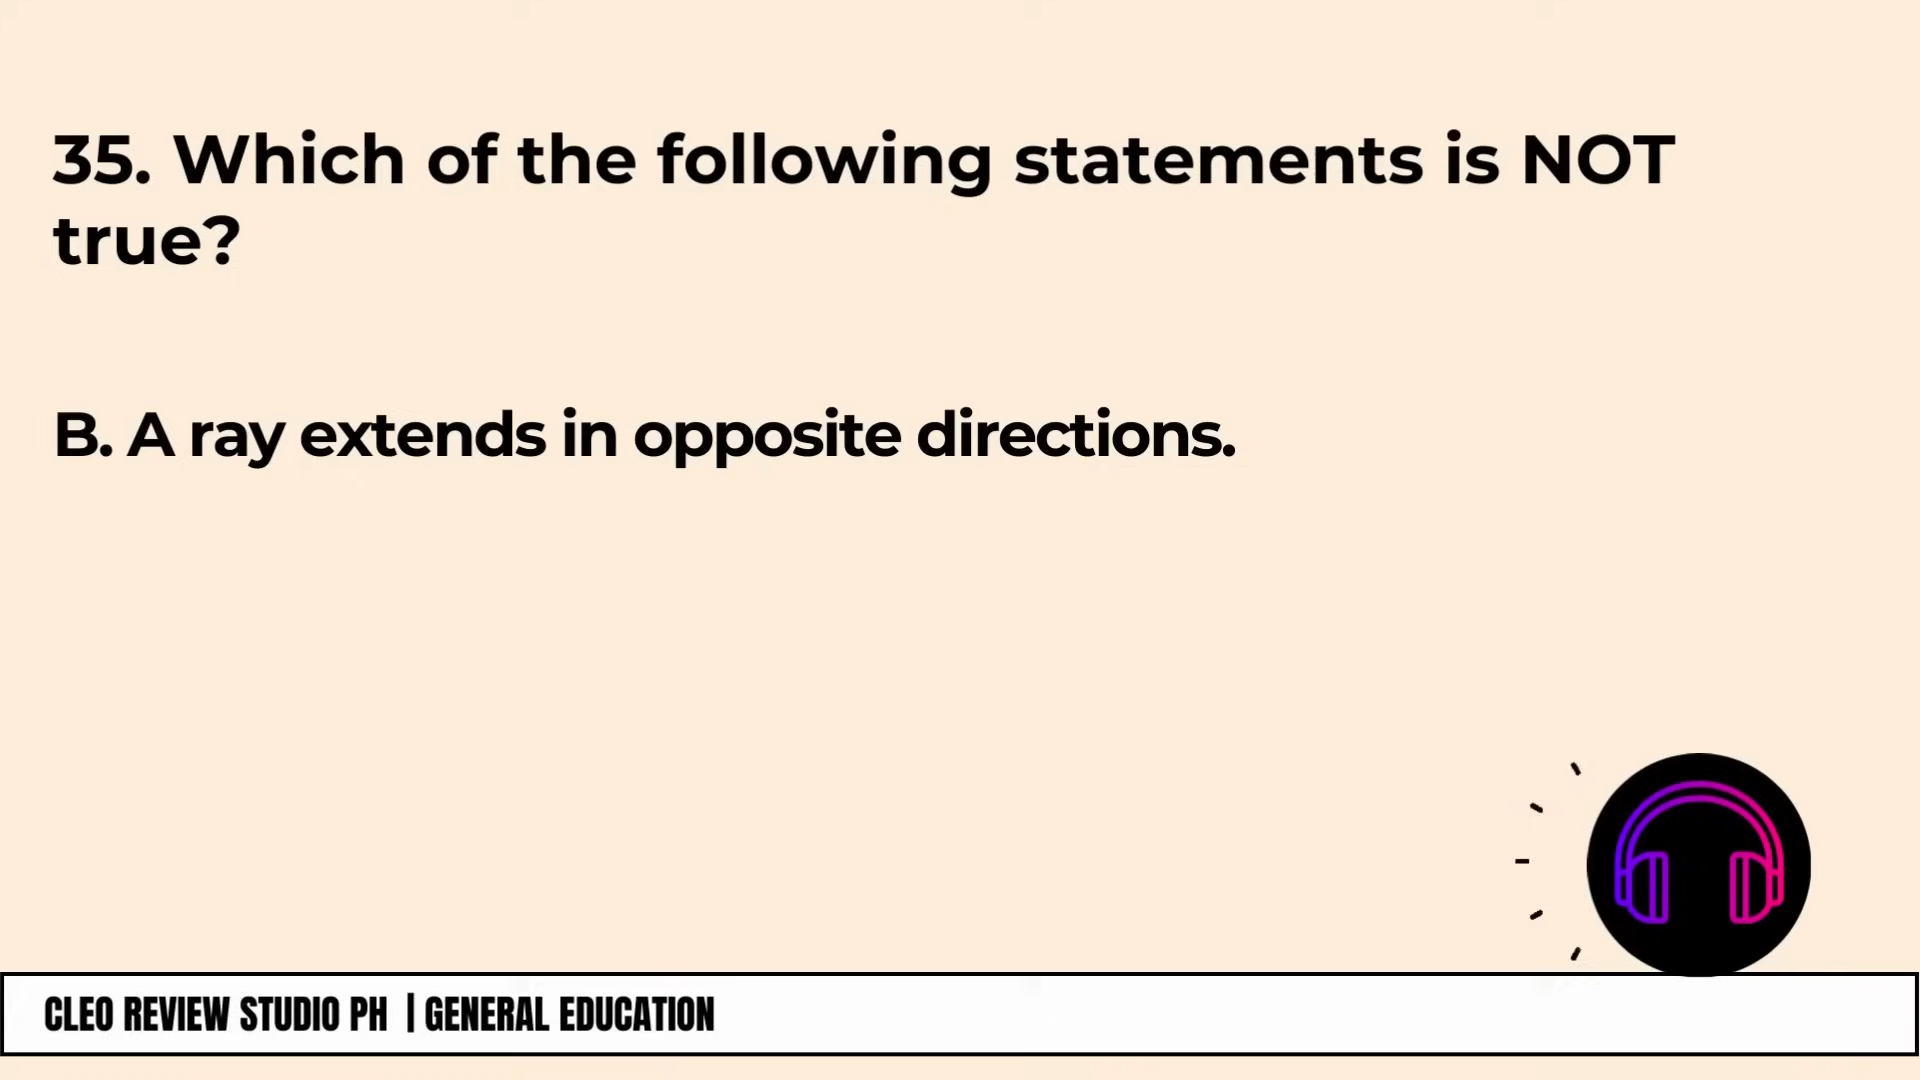 35. Which of the following statements is NOT
true?
B. A ray extends in opposite directions.
CLEO REVIEW STUDIO PH | GENERAL EDUCATION